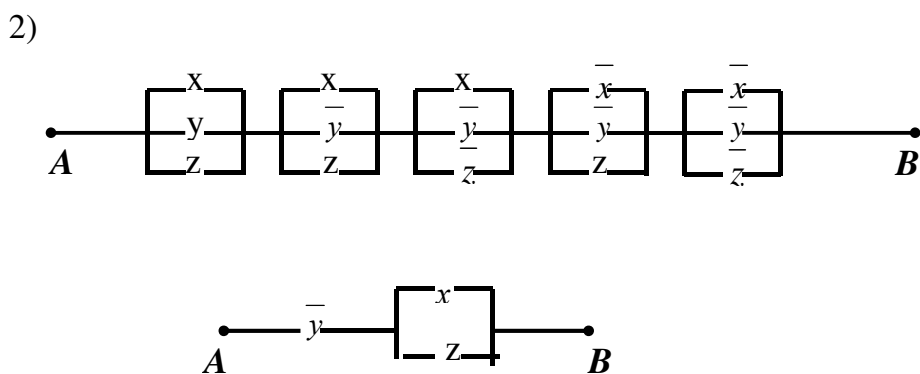 2)
x x x x̅ x̅
y y̅ y̅ y̅ y̅
z z z̅ z z̅
A B
x
y̅
z
A B